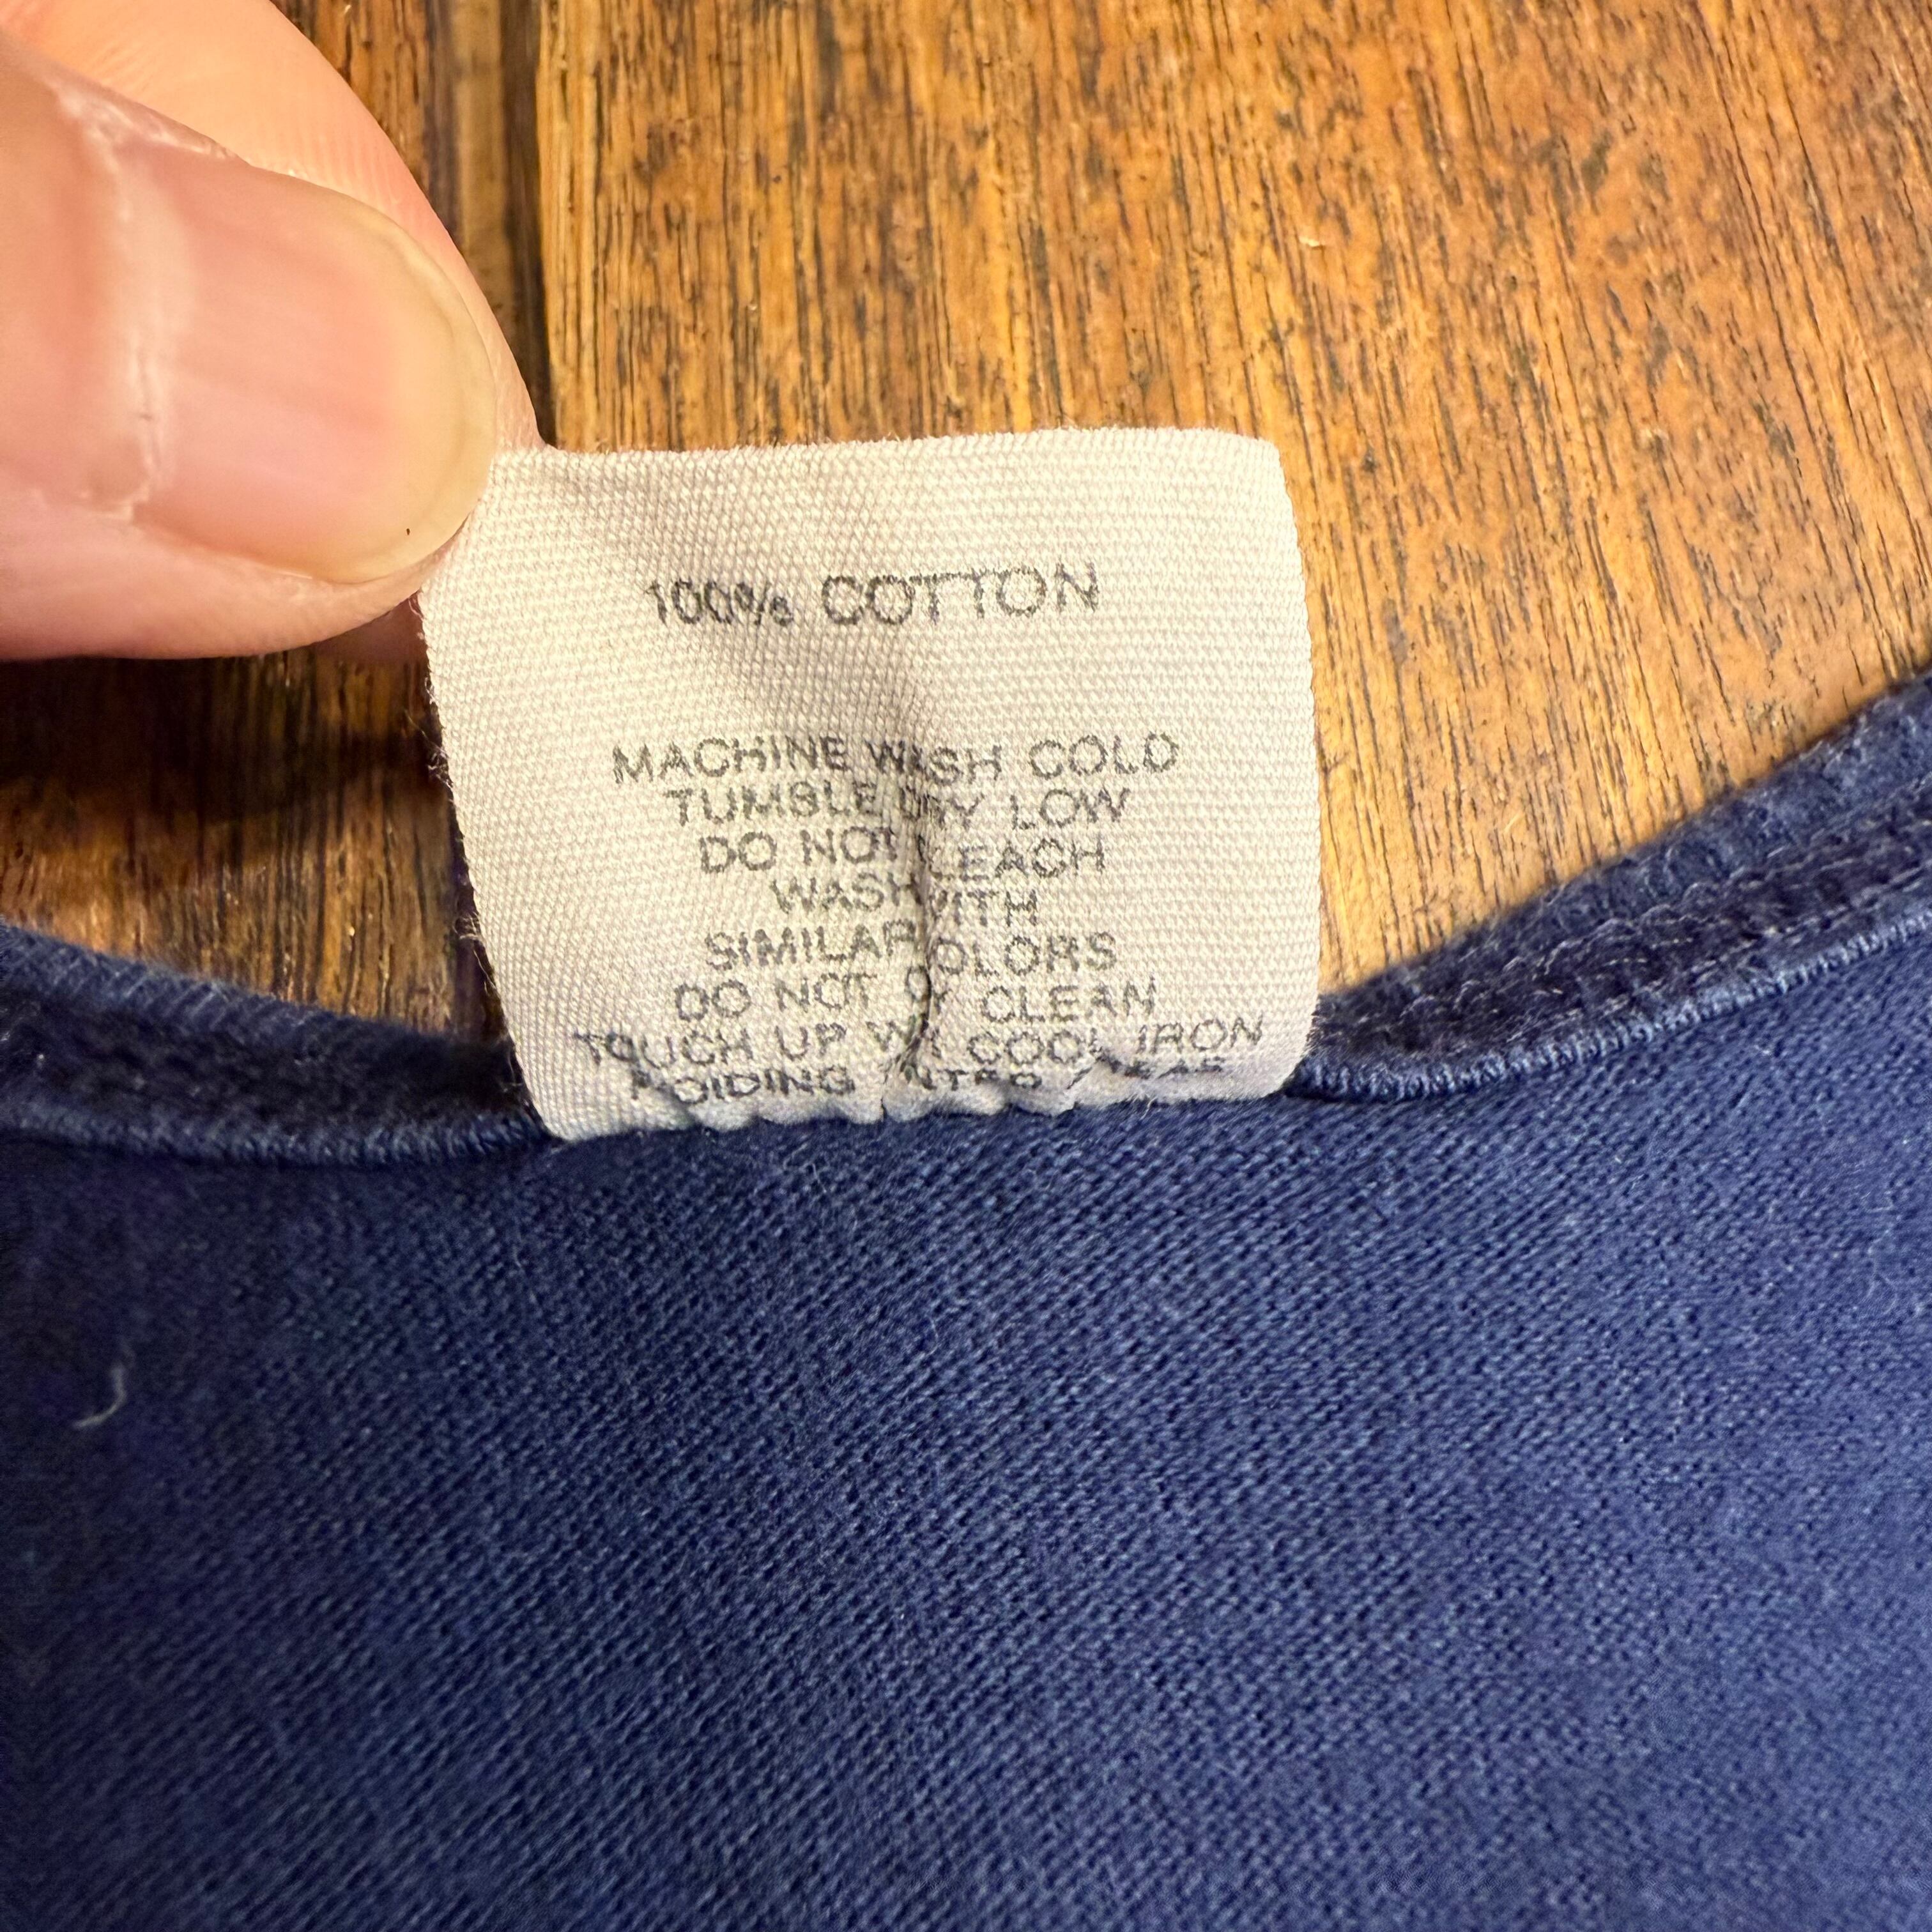 100% COTTON
MACHINE WASH COLD
TUMBLE DRY LOW
DO NOT BLEACH
WASH WITH
SIMILAR COLORS
DO NOT DRY CLEAN
TOUCH UP W/ COOL IRON
AVOIDING